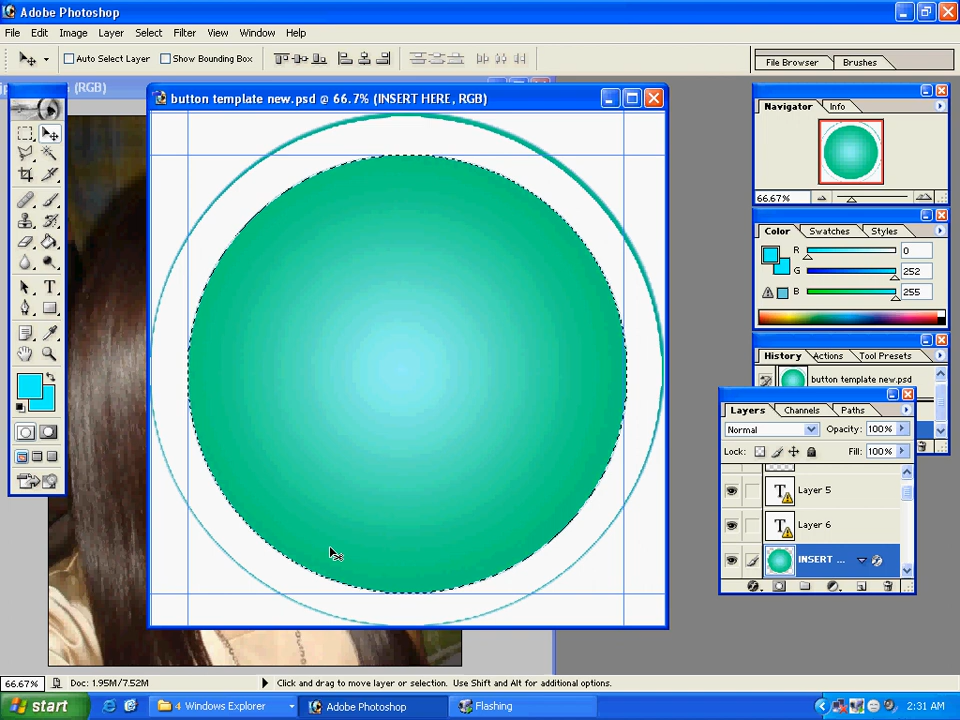 Adobe Photoshop
File Edit Image Layer Select Filter View Window Help
Auto Select Layer Show Bounding Box
File Browser Brushes
(RGB)
button template new.psd @ 66.7% (INSERT HERE, RGB)
Navigator Info
66.67%
Color Swatches Styles
R 0
G 252
B 255
History Actions Tool Presets
button template new.psd
Layers Channels Paths
Normal Opacity: 100%
Lock: Fill: 100%
T Layer 5
T Layer 6
INSERT ...
66.67% Doc: 1.95M/7.52M Click and drag to move layer or selection. Use Shift and Alt for additional options.
start 4 Windows Explorer Adobe Photoshop Flashing 2:31 AM